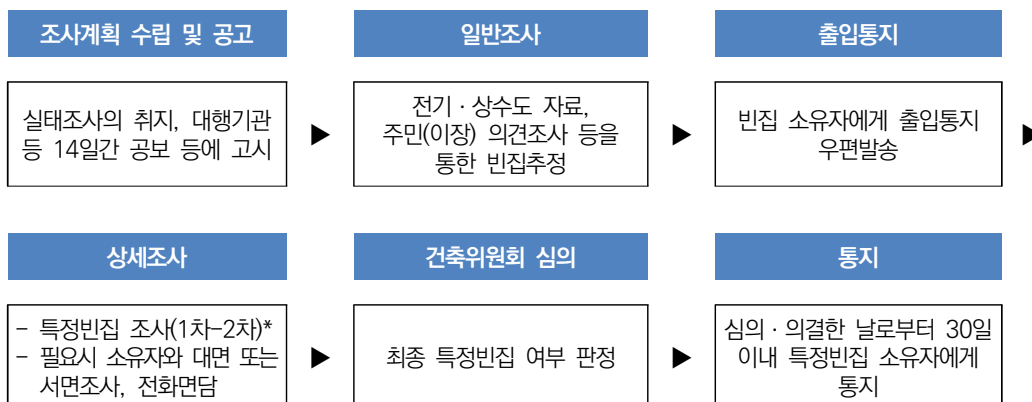 조사계획 수립 및 공고
실태조사의 취지, 대행기관
등 14일간 공보 등에 고시
▶
일반조사
전기 · 상수도 자료,
주민(이장) 의견조사 등을
통한 빈집추정
▶
출입통지
빈집 소유자에게 출입통지
우편발송
▶
상세조사
- 특정빈집 조사(1차-2차)*
- 필요시 소유자와 대면 또는
서면조사, 전화면담
▶
건축위원회 심의
최종 특정빈집 여부 판정
▶
통지
심의 · 의결한 날로부터 30일
이내 특정빈집 소유자에게
통지